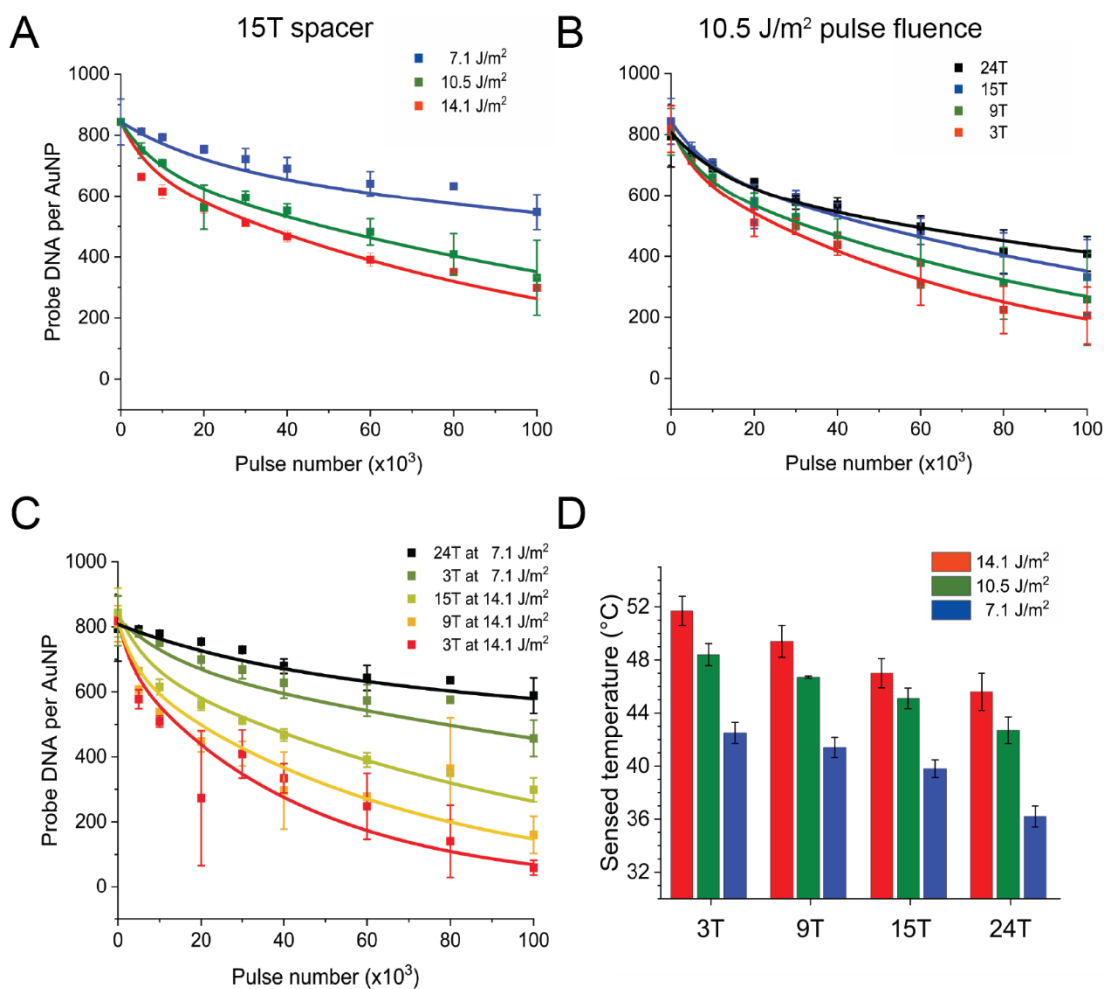 A
15T spacer
7.1 J/m²
10.5 J/m²
14.1 J/m²
1000
800
600
400
200
0
Probe DNA per AuNP
0 20 40 60 80 100
Pulse number (x10³)
B
10.5 J/m² pulse fluence
24T
15T
9T
3T
1000
800
600
400
200
0
0 20 40 60 80 100
Pulse number (x10³)
C
24T at 7.1 J/m²
3T at 7.1 J/m²
15T at 14.1 J/m²
9T at 14.1 J/m²
3T at 14.1 J/m²
1000
800
600
400
200
0
Probe DNA per AuNP
0 20 40 60 80 100
Pulse number (x10³)
D
14.1 J/m²
10.5 J/m²
7.1 J/m²
52
48
44
40
36
32
Sensed temperature (°C)
3T 9T 15T 24T